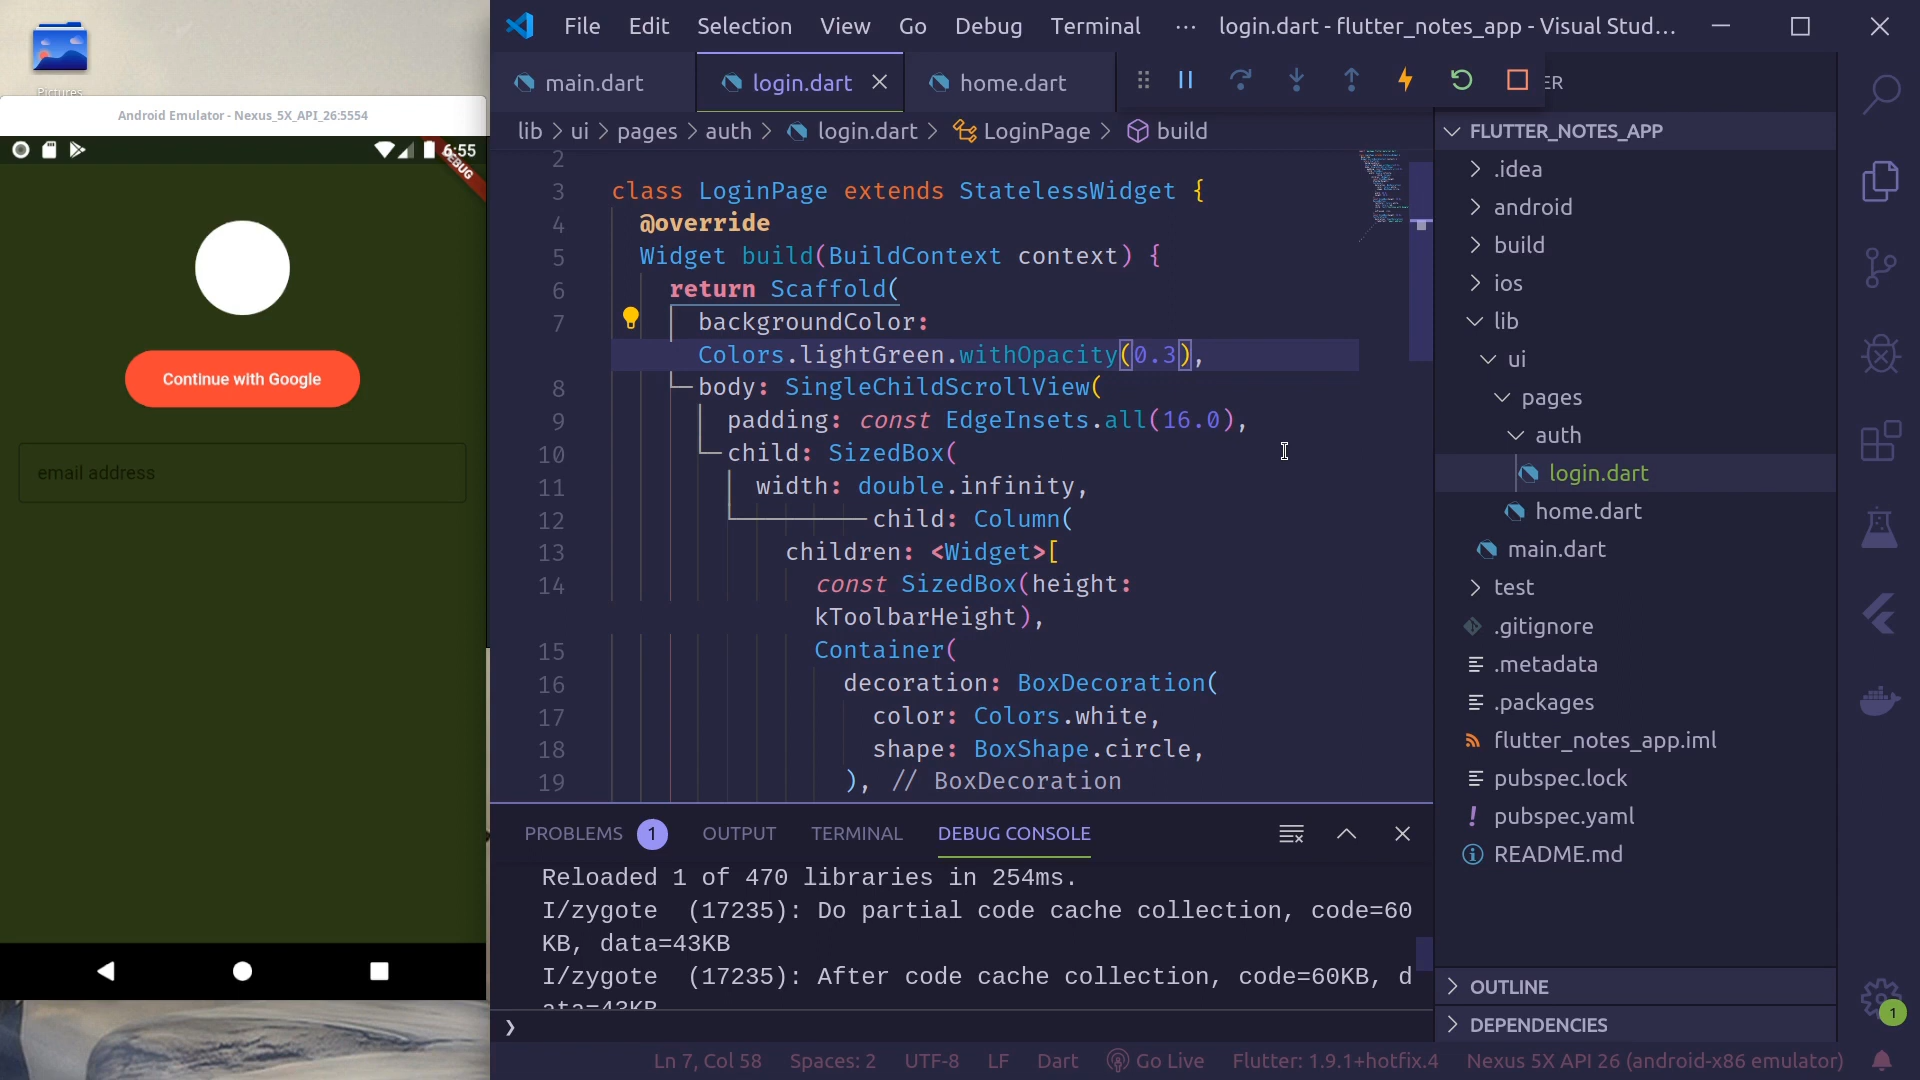 Pictures
Android Emulator - Nexus_5X_API_26:5554
6:55
DEBUG
Continue with Google
email address
File Edit Selection View Go Debug Terminal ··· login.dart - flutter_notes_app - Visual Stud...
main.dart login.dart home.dart
ER
lib > ui > pages > auth > login.dart > LoginPage > build
2
3 class LoginPage extends StatelessWidget {
4 @override
5 Widget build(BuildContext context) {
6 return Scaffold(
7 backgroundColor:
Colors.lightGreen.withOpacity(0.3),
8 body: SingleChildScrollView(
9 padding: const EdgeInsets.all(16.0),
10 child: SizedBox(
11 width: double.infinity,
12 child: Column(
13 children: <Widget>[
14 const SizedBox(height:
kToolbarHeight),
15 Container(
16 decoration: BoxDecoration(
17 color: Colors.white,
18 shape: BoxShape.circle,
19 ), // BoxDecoration
PROBLEMS 1 OUTPUT TERMINAL DEBUG CONSOLE
Reloaded 1 of 470 libraries in 254ms.
I/zygote  (17235): Do partial code cache collection, code=60
KB, data=43KB
I/zygote  (17235): After code cache collection, code=60KB, d
ata=43KB
❯
FLUTTER_NOTES_APP
.idea
android
build
ios
lib
ui
pages
auth
login.dart
home.dart
main.dart
test
.gitignore
.metadata
.packages
flutter_notes_app.iml
pubspec.lock
pubspec.yaml
README.md
OUTLINE
DEPENDENCIES
1
Ln 7, Col 58 Spaces: 2 UTF-8 LF Dart Go Live Flutter: 1.9.1+hotfix.4 Nexus 5X API 26 (android-x86 emulator)